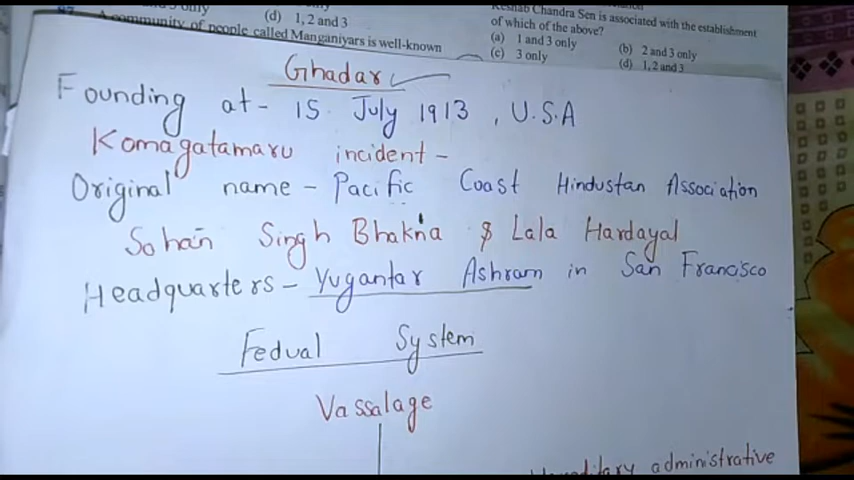 (d) 1, 2 and 3
A community of people called Manganiyars is well-known
Keshab Chandra Sen is associated with the establishment
of which of the above?
(a) 1 and 3 only (b) 2 and 3 only
(c) 3 only (d) 1, 2 and 3
Ghadar
Founding at - 15 July 1913, U.S.A
Komagatamaru incident -
Original name - Pacific Coast Hindustan Association
Sohan Singh Bhakna & Lala Hardayal
Headquarters - Yugantar Ashram in San Francisco
Fedual System
Vassalage
administrative